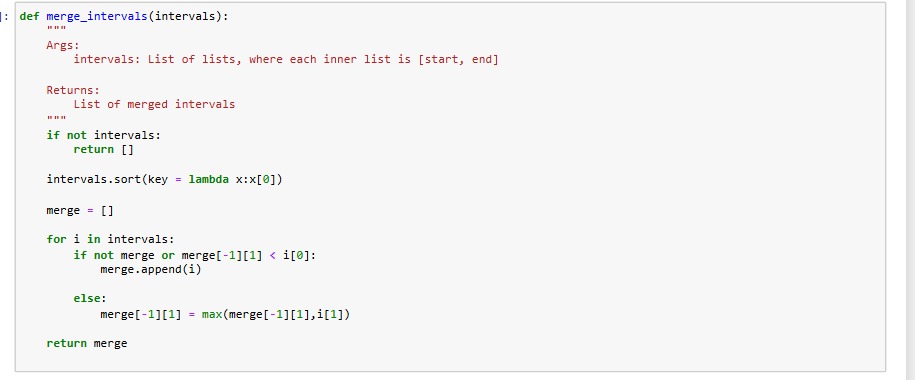 ]: def merge_intervals(intervals):
"""
Args:
intervals: List of lists, where each inner list is [start, end]
Returns:
List of merged intervals
"""
if not intervals:
return []
intervals.sort(key = lambda x:x[0])
merge = []
for i in intervals:
if not merge or merge[-1][1] < i[0]:
merge.append(i)
else:
merge[-1][1] = max(merge[-1][1],i[1])
return merge